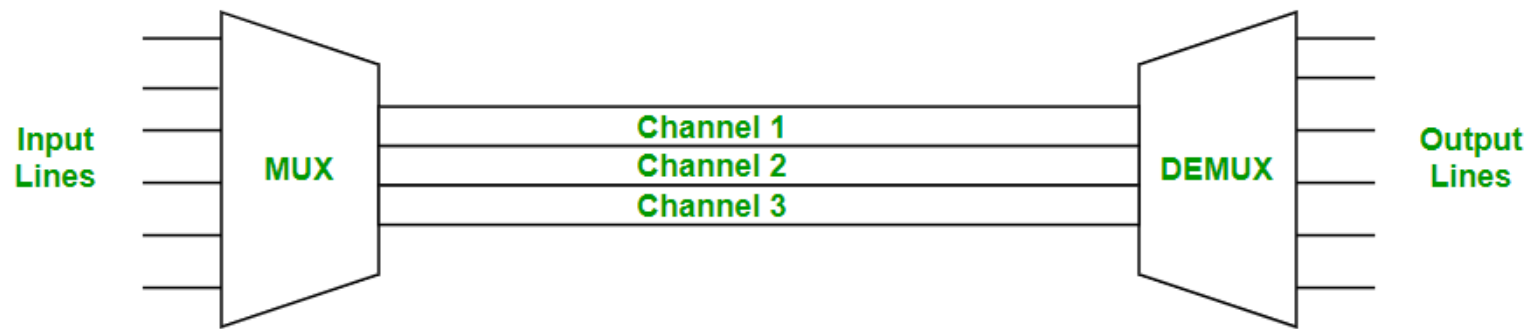 Input
Lines
MUX
Channel 1
Channel 2
Channel 3
DEMUX
Output
Lines